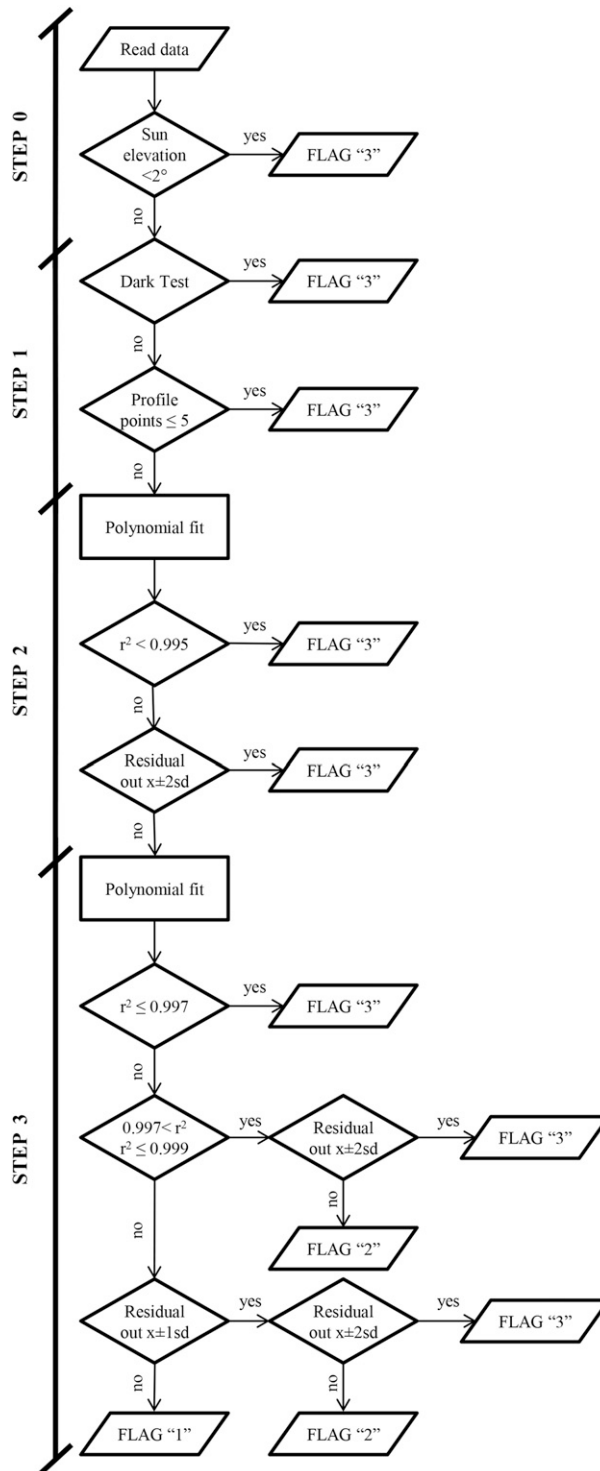 STEP 0
Read data
Sun
elevation
<2°
yes
FLAG “3”
no
STEP 1
Dark Test
yes
FLAG “3”
no
Profile
points ≤ 5
yes
FLAG “3”
no
STEP 2
Polynomial fit
r² < 0.995
yes
FLAG “3”
no
Residual
out x±2sd
yes
FLAG “3”
no
STEP 3
Polynomial fit
r² ≤ 0.997
yes
FLAG “3”
no
0.997< r²
r² ≤ 0.999
yes
Residual
out x±2sd
yes
FLAG “3”
no
FLAG “2”
no
Residual
out x±1sd
yes
Residual
out x±2sd
yes
FLAG “3”
no
no
FLAG “1”
FLAG “2”